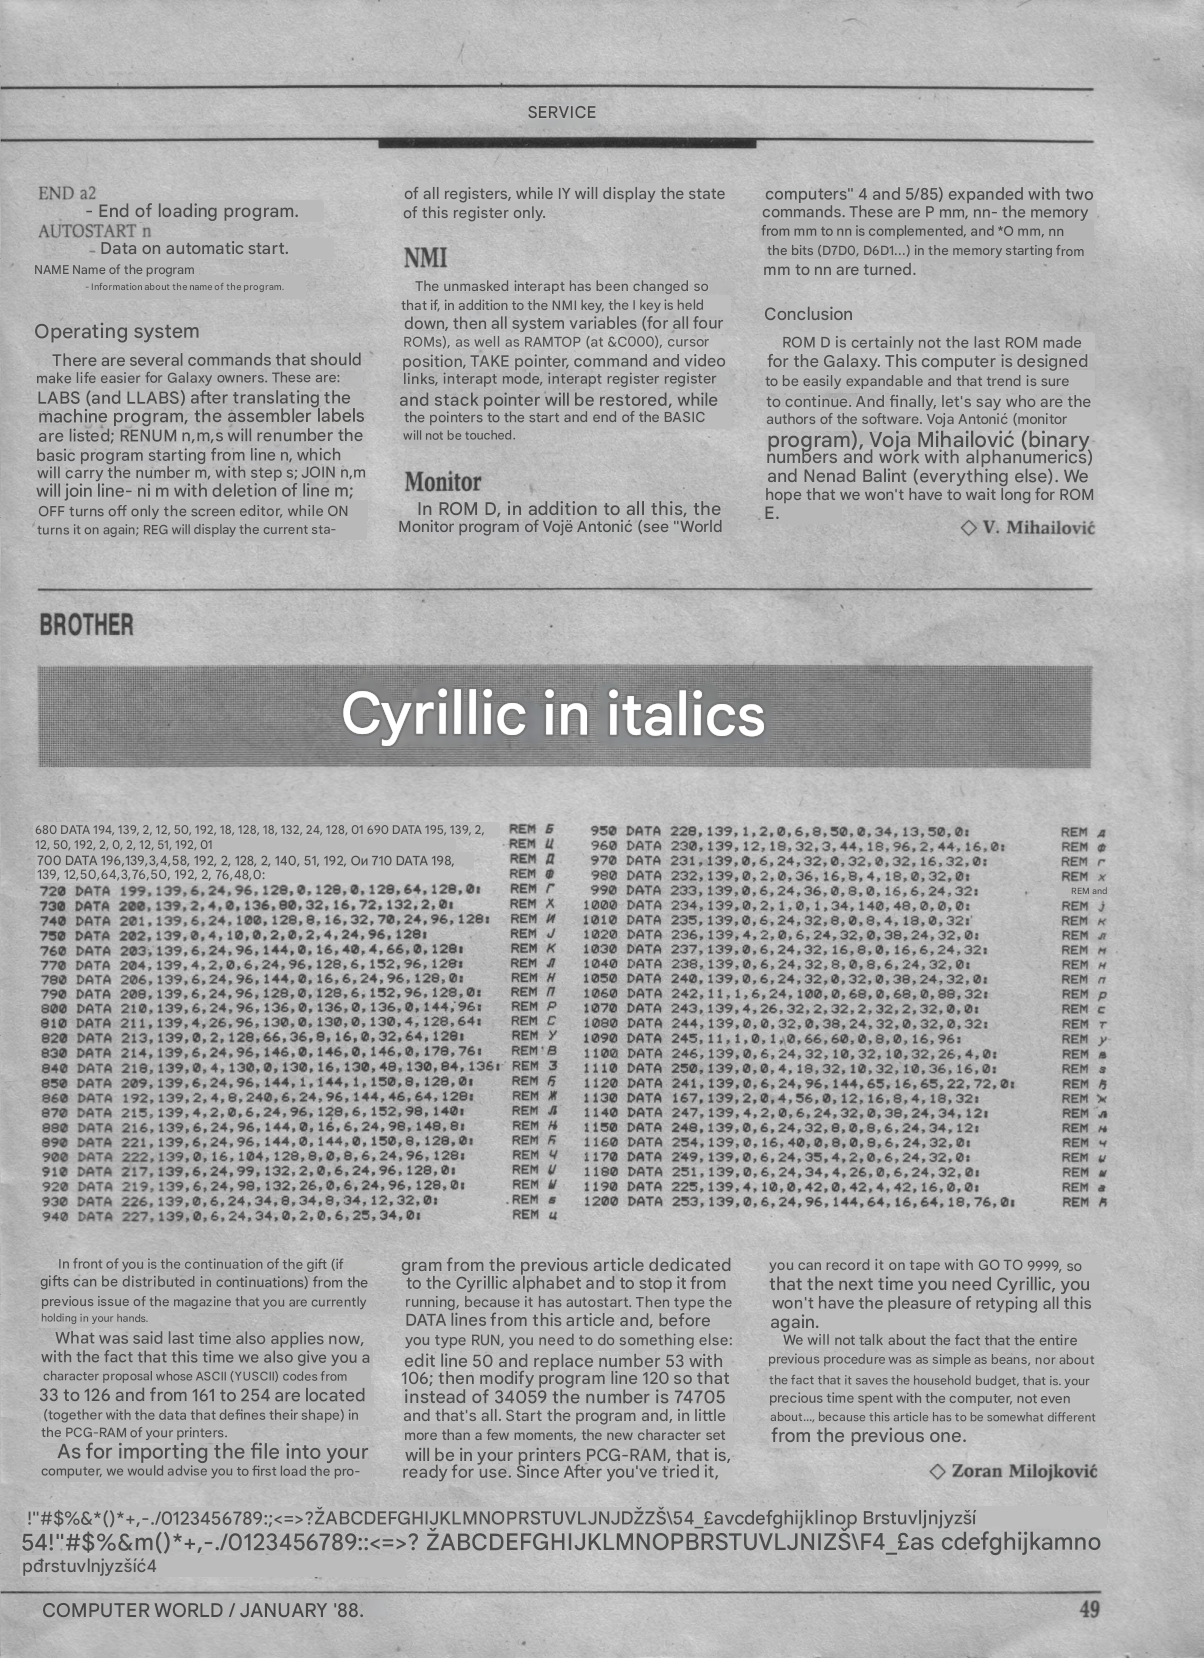 SERVICE
END a2
- End of loading program.
AUTOSTART n
- Data on automatic start.
NAME Name of the program
- Information about the name of the program.
Operating system
There are several commands that should
make life easier for Galaxy owners. These are:
LABS (and LLABS) after translating the
machine program, the assembler labels
are listed; RENUM n,m,s will renumber the
basic program starting from line n, which
will carry the number m, with step s; JOIN n,m
will join line- ni m with deletion of line m;
OFF turns off only the screen editor, while ON
turns it on again; REG will display the current sta-
of all registers, while IY will display the state
of this register only.
NMI
The unmasked interapt has been changed so
that if, in addition to the NMI key, the I key is held
down, then all system variables (for all four
ROMs), as well as RAMTOP (at &C000), cursor
position, TAKE pointer, command and video
links, interapt mode, interapt register register
and stack pointer will be restored, while
the pointers to the start and end of the BASIC
will not be touched.
Monitor
In ROM D, in addition to all this, the
Monitor program of Vojë Antonić (see "World
computers" 4 and 5/85) expanded with two
commands. These are P mm, nn- the memory
from mm to nn is complemented, and *O mm, nn
the bits (D7D0, D6D1...) in the memory starting from
mm to nn are turned.
Conclusion
ROM D is certainly not the last ROM made
for the Galaxy. This computer is designed
to be easily expandable and that trend is sure
to continue. And finally, let's say who are the
authors of the software. Voja Antonić (monitor
program), Voja Mihailović (binary
numbers and work with alphanumerics)
and Nenad Balint (everything else). We
hope that we won't have to wait long for ROM
E.
◇ V. Mihailović
BROTHER
Cyrillic in italics
680 DATA 194, 139, 2, 12, 50, 192, 18, 128, 18, 132, 24, 128, 01 690 DATA 195, 139, 2,
12, 50, 192, 2, 0, 2, 12, 51, 192, 01
700 DATA 196,139,3,4,58, 192, 2, 128, 2, 140, 51, 192, Ои 710 DATA 198,
139, 12,50,64,3,76,50, 192, 2, 76,48,0:
REM Б
REM Ц
REM Д
REM Ф
720 DATA 199,139,6,24,96,128,0,128,0,128,64,128,0: REM Г
730 DATA 200,139,2,4,0,136,80,32,16,72,132,2,0: REM Х
740 DATA 201,139,6,24,100,128,8,16,32,70,24,96,128: REM И
750 DATA 202,139,0,4,10,0,2,0,2,4,24,96,128: REM J
760 DATA 203,139,6,24,96,144,0,16,40,4,66,0,128: REM К
770 DATA 204,139,4,2,0,6,24,96,128,6,152,96,128: REM Л
780 DATA 206,139,6,24,96,144,0,16,6,24,96,128,0: REM Н
790 DATA 208,139,6,24,96,128,0,128,6,152,96,128,0: REM П
800 DATA 210,139,6,24,96,136,0,136,0,136,0,144,96: REM Р
810 DATA 211,139,4,26,96,130,0,130,0,130,4,128,64: REM С
820 DATA 213,139,0,2,128,66,36,8,16,0,32,64,128: REM У
830 DATA 214,139,6,24,96,146,0,146,0,146,0,178,76: REM В
840 DATA 218,139,0,4,130,0,130,16,130,48,130,84,136: REM З
850 DATA 209,139,6,24,96,144,1,144,1,150,8,128,0: REM Ђ
860 DATA 192,139,2,4,8,240,6,24,96,144,46,64,128: REM Ж
870 DATA 215,139,4,2,0,6,24,96,128,6,152,98,140: REM Љ
880 DATA 216,139,6,24,96,144,0,16,6,24,98,148,8: REM Њ
890 DATA 221,139,6,24,96,144,0,144,0,150,8,128,0: REM Ћ
900 DATA 222,139,0,16,104,128,8,0,8,6,24,96,128: REM Ч
910 DATA 217,139,6,24,99,132,2,0,6,24,96,128,0: REM Џ
920 DATA 219,139,6,24,98,132,26,0,6,24,96,128,0: REM Ш
930 DATA 226,139,0,6,24,34,8,34,8,34,12,32,0: REM б
940 DATA 227,139,0,6,24,34,0,2,0,6,25,34,0: REM ц
950 DATA 228,139,1,2,0,6,8,50,0,34,13,50,0: REM д
960 DATA 230,139,12,18,32,3,44,18,96,2,44,16,0: REM ф
970 DATA 231,139,0,6,24,32,0,32,0,32,16,32,0: REM г
980 DATA 232,139,0,2,0,36,16,8,4,18,0,32,0: REM х
990 DATA 233,139,0,6,24,36,0,8,0,16,6,24,32: REM and
1000 DATA 234,139,0,2,1,0,1,34,140,48,0,0,0: REM j
1010 DATA 235,139,0,6,24,32,8,0,8,4,18,0,32: REM к
1020 DATA 236,139,4,2,0,6,24,32,0,38,24,32,0: REM л
1030 DATA 237,139,0,6,24,32,16,8,0,16,6,24,32: REM м
1040 DATA 238,139,0,6,24,32,8,0,8,6,24,32,0: REM н
1050 DATA 240,139,0,6,24,32,0,32,0,38,24,32,0: REM п
1060 DATA 242,11,1,6,24,100,0,68,0,68,0,88,32: REM р
1070 DATA 243,139,4,26,32,2,32,2,32,2,32,0,0: REM с
1080 DATA 244,139,0,0,32,0,38,24,32,0,32,0,32: REM т
1090 DATA 245,11,1,0,1,0,66,60,0,8,0,16,96: REM у
1100 DATA 246,139,0,6,24,32,10,32,10,32,26,4,0: REM в
1110 DATA 250,139,0,0,4,18,32,10,32,10,36,16,0: REM з
1120 DATA 241,139,0,6,24,96,144,65,16,65,22,72,0: REM ђ
1130 DATA 167,139,2,0,4,56,0,12,16,8,4,18,32: REM ж
1140 DATA 247,139,4,2,0,6,24,32,0,38,24,34,12: REM љ
1150 DATA 248,139,0,6,24,32,8,0,8,6,24,34,12: REM њ
1160 DATA 254,139,0,16,40,0,8,0,8,6,24,32,0: REM ч
1170 DATA 249,139,0,6,24,35,4,2,0,6,24,32,0: REM џ
1180 DATA 251,139,0,6,24,34,4,26,0,6,24,32,0: REM ш
1190 DATA 225,139,4,10,0,42,0,42,4,42,16,0,0: REM а
1200 DATA 253,139,0,6,24,96,144,64,16,64,18,76,0: REM ћ
In front of you is the continuation of the gift (if
gifts can be distributed in continuations) from the
previous issue of the magazine that you are currently
holding in your hands.
What was said last time also applies now,
with the fact that this time we also give you a
character proposal whose ASCII (YUSCII) codes from
33 to 126 and from 161 to 254 are located
(together with the data that defines their shape) in
the PCG-RAM of your printers.
As for importing the file into your
computer, we would advise you to first load the pro-
gram from the previous article dedicated
to the Cyrillic alphabet and to stop it from
running, because it has autostart. Then type the
DATA lines from this article and, before
you type RUN, you need to do something else:
edit line 50 and replace number 53 with
106; then modify program line 120 so that
instead of 34059 the number is 74705
and that's all. Start the program and, in little
more than a few moments, the new character set
will be in your printers PCG-RAM, that is,
ready for use. Since After you've tried it,
you can record it on tape with GO TO 9999, so
that the next time you need Cyrillic, you
won't have the pleasure of retyping all this
again.
We will not talk about the fact that the entire
previous procedure was as simple as beans, nor about
the fact that it saves the household budget, that is. your
precious time spent with the computer, not even
about..., because this article has to be somewhat different
from the previous one.
◇ Zoran Milojković
!"#$%&*()*+,-./0123456789:;<=>?ŽABCDEFGHIJKLMNOPRSTUVLJNJDŽZŠ\54_£avcdefghijklinop Brstuvljnjyzší
54!"#$%&m()*+,-./0123456789::<=>? ŽABCDEFGHIJKLMNOPBRSTUVLJNIZŠ\F4_£as cdefghijkamno
pđrstuvlnjyzšíć4
COMPUTER WORLD / JANUARY '88.
49